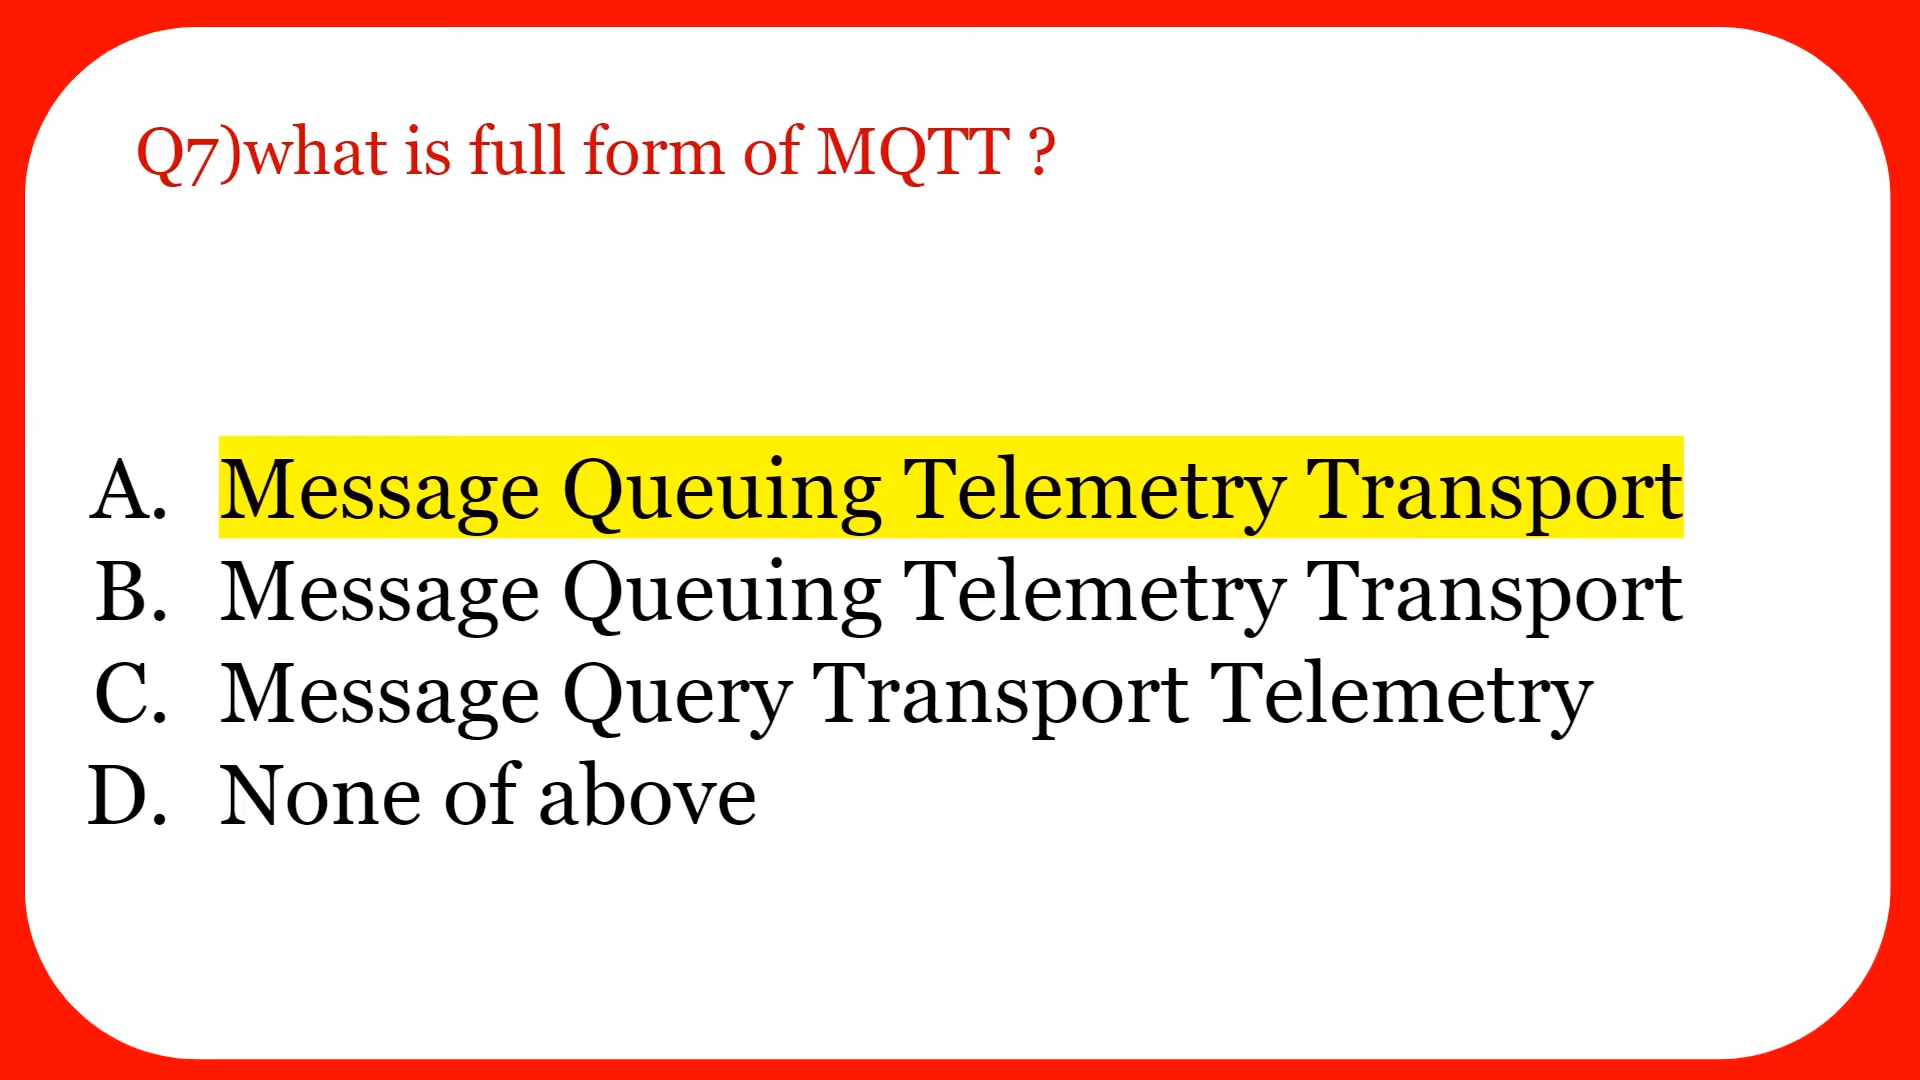 Q7)what is full form of MQTT ?
A. Message Queuing Telemetry Transport
B. Message Queuing Telemetry Transport
C. Message Query Transport Telemetry
D. None of above